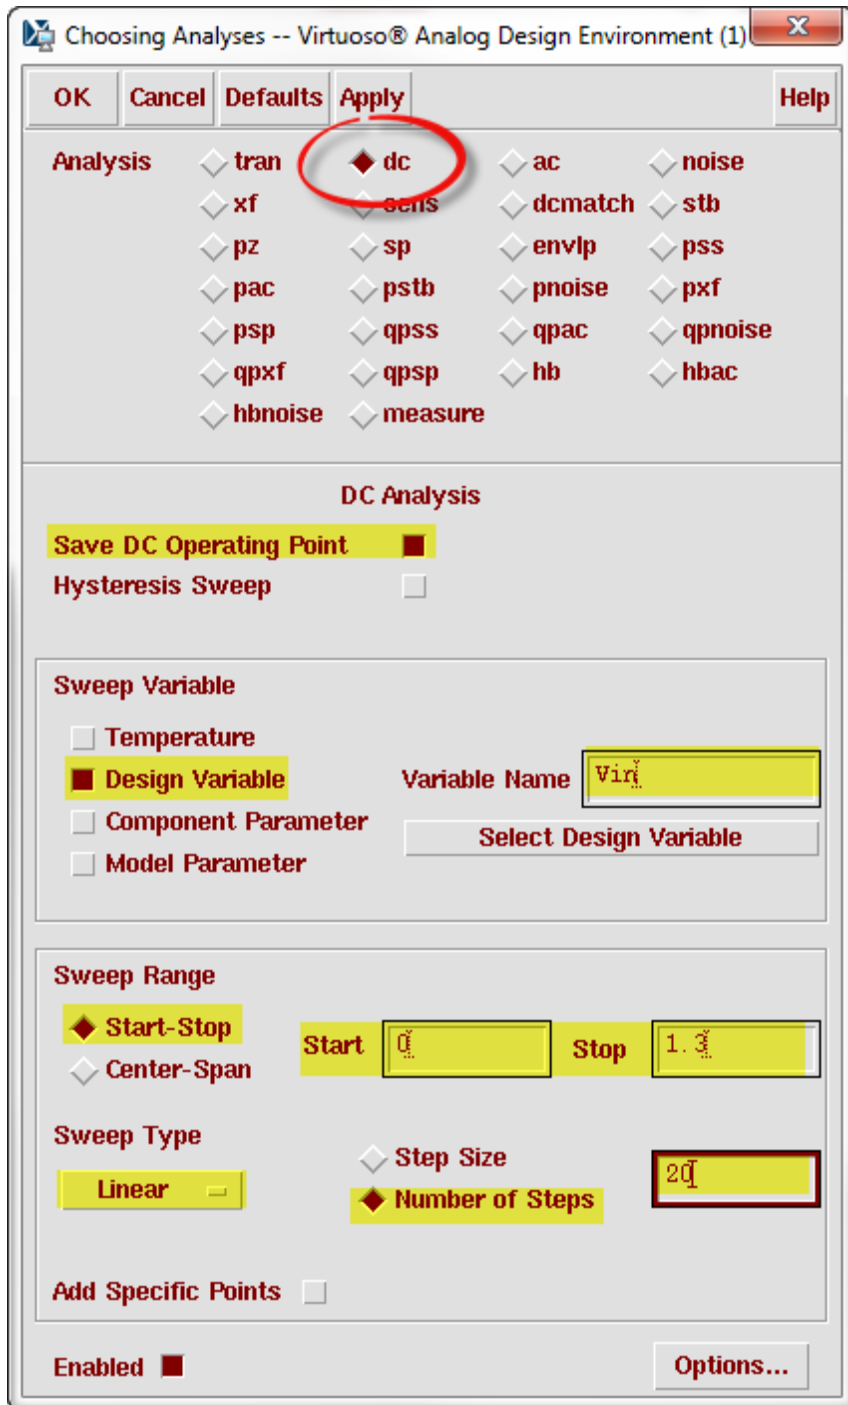 Choosing Analyses -- Virtuoso® Analog Design Environment (1)
OK Cancel Defaults Apply Help
Analysis tran dc ac noise
xf sens dcmatch stb
pz sp envlp pss
pac pstb pnoise pxf
psp qpss qpac qpnoise
qpxf qpsp hb hbac
hbnoise measure
DC Analysis
Save DC Operating Point
Hysteresis Sweep
Sweep Variable
Temperature
Design Variable Variable Name Vin
Component Parameter
Select Design Variable
Model Parameter
Sweep Range
Start-Stop
Start 0 Stop 1.3
Center-Span
Sweep Type
Step Size
Linear 20
Number of Steps
Add Specific Points
Enabled Options...